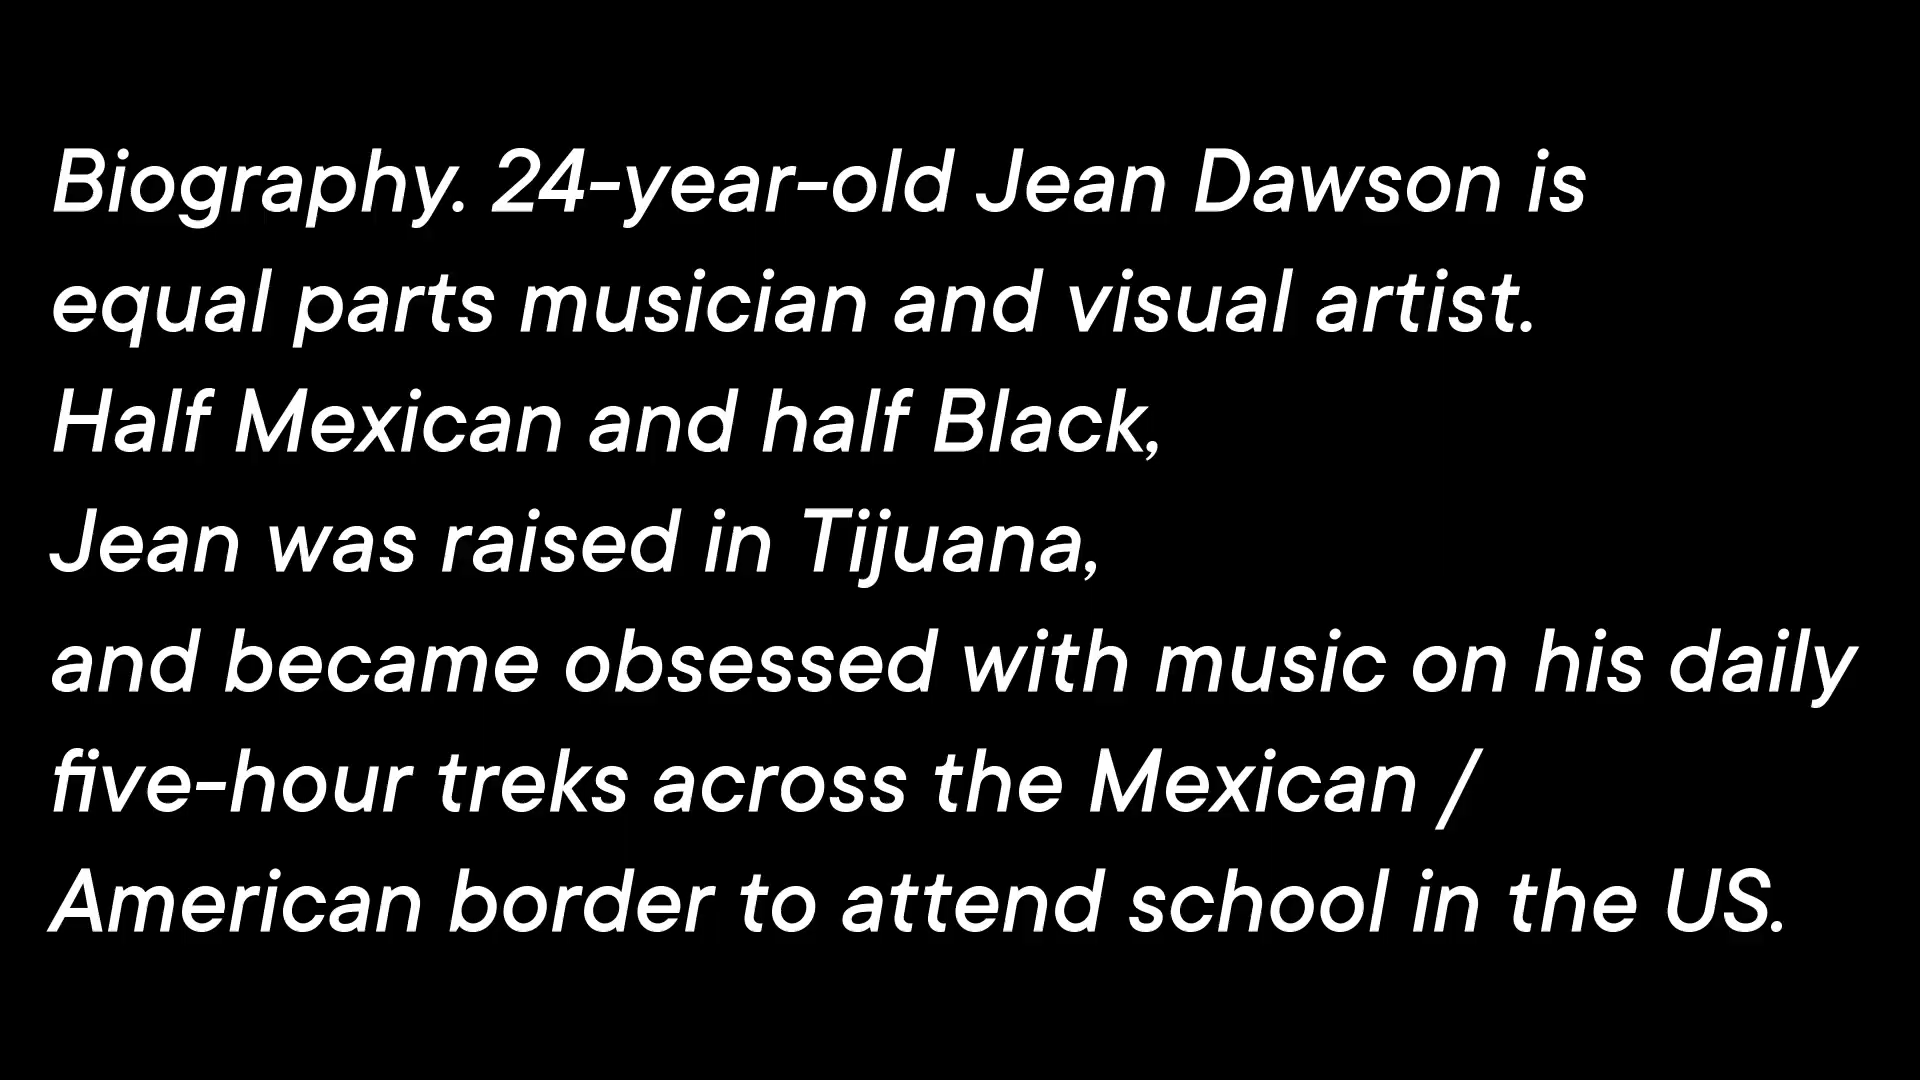 Biography. 24-year-old Jean Dawson is
equal parts musician and visual artist.
Half Mexican and half Black,
Jean was raised in Tijuana,
and became obsessed with music on his daily
five-hour treks across the Mexican /
American border to attend school in the US.